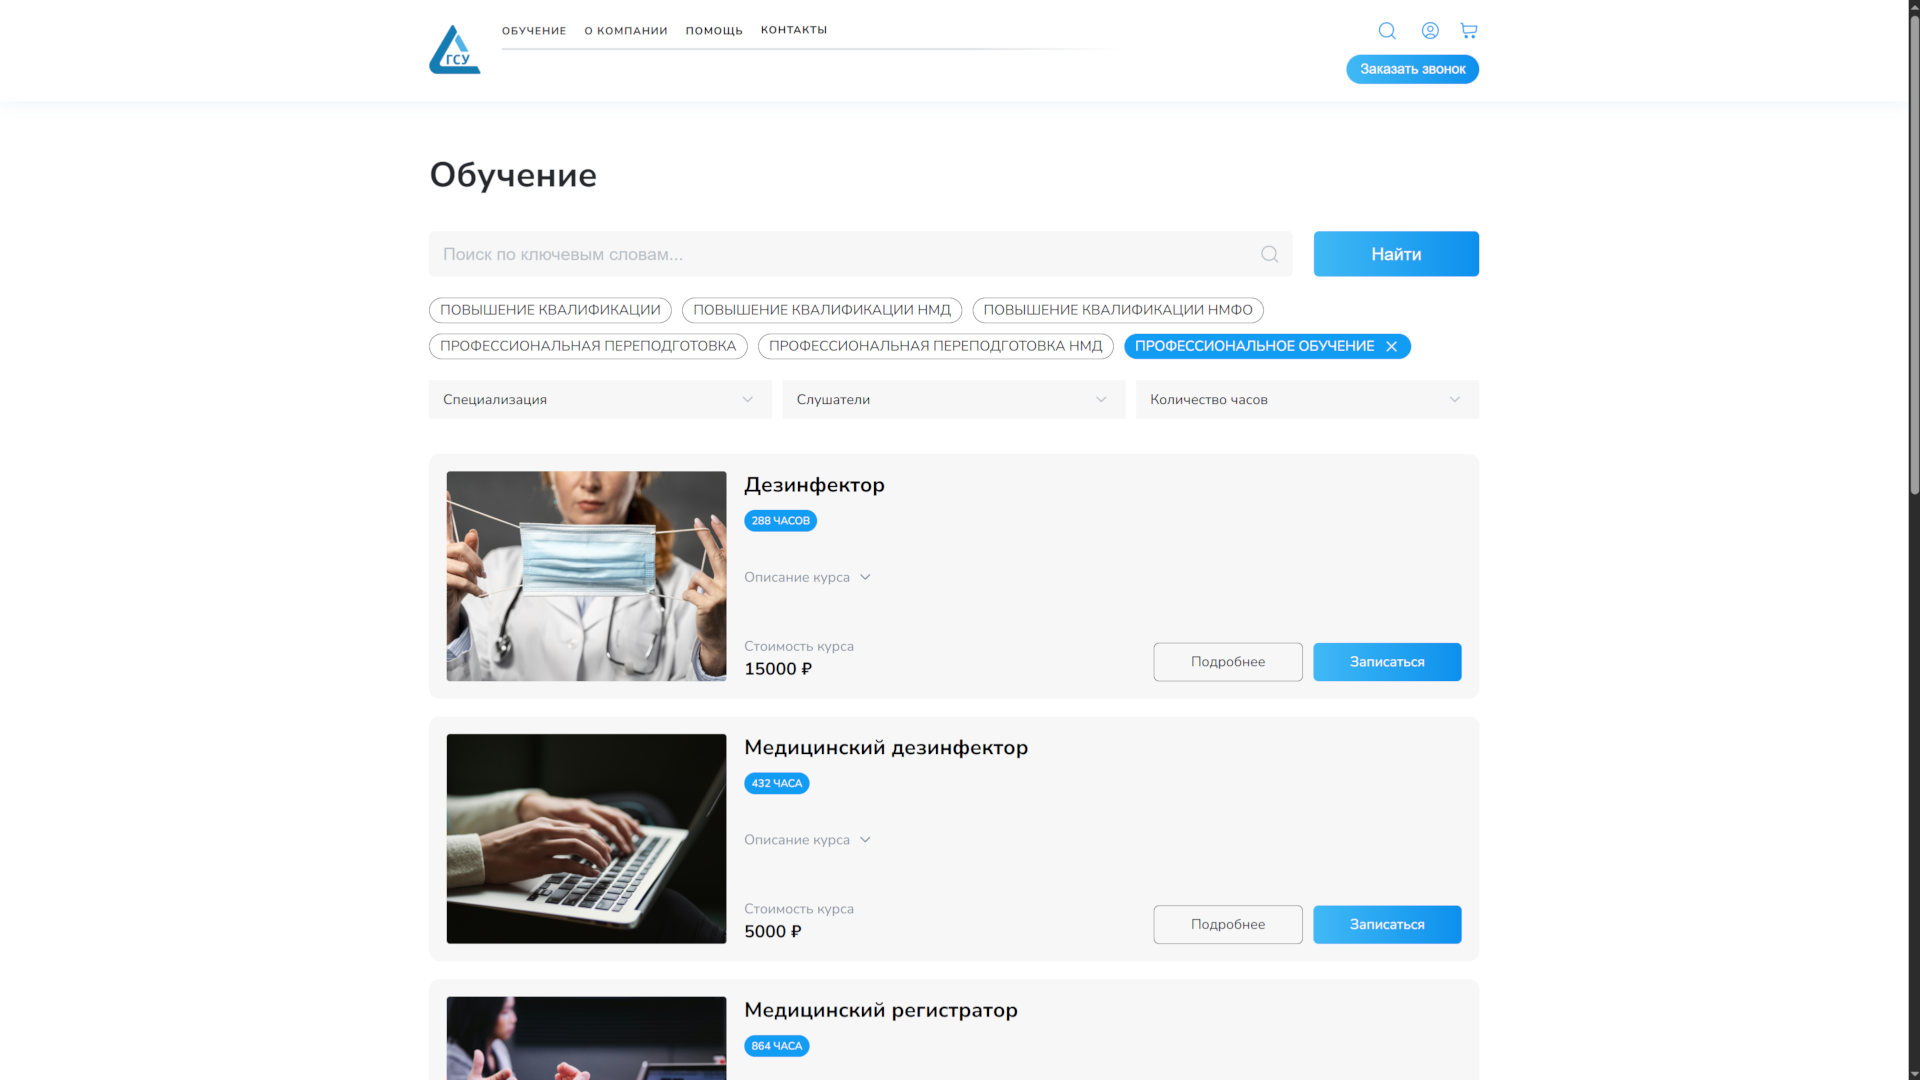 ГСУ
ОБУЧЕНИЕ О КОМПАНИИ ПОМОЩЬ КОНТАКТЫ
Заказать звонок
Обучение
Поиск по ключевым словам...
Найти
ПОВЫШЕНИЕ КВАЛИФИКАЦИИ ПОВЫШЕНИЕ КВАЛИФИКАЦИИ НМД ПОВЫШЕНИЕ КВАЛИФИКАЦИИ НМФО
ПРОФЕССИОНАЛЬНАЯ ПЕРЕПОДГОТОВКА ПРОФЕССИОНАЛЬНАЯ ПЕРЕПОДГОТОВКА НМД ПРОФЕССИОНАЛЬНОЕ ОБУЧЕНИЕ
Специализация Слушатели Количество часов
Дезинфектор
288 ЧАСОВ
Описание курса
Стоимость курса
15000 ₽
Подробнее Записаться
Медицинский дезинфектор
432 ЧАСА
Описание курса
Стоимость курса
5000 ₽
Подробнее Записаться
Медицинский регистратор
864 ЧАСА